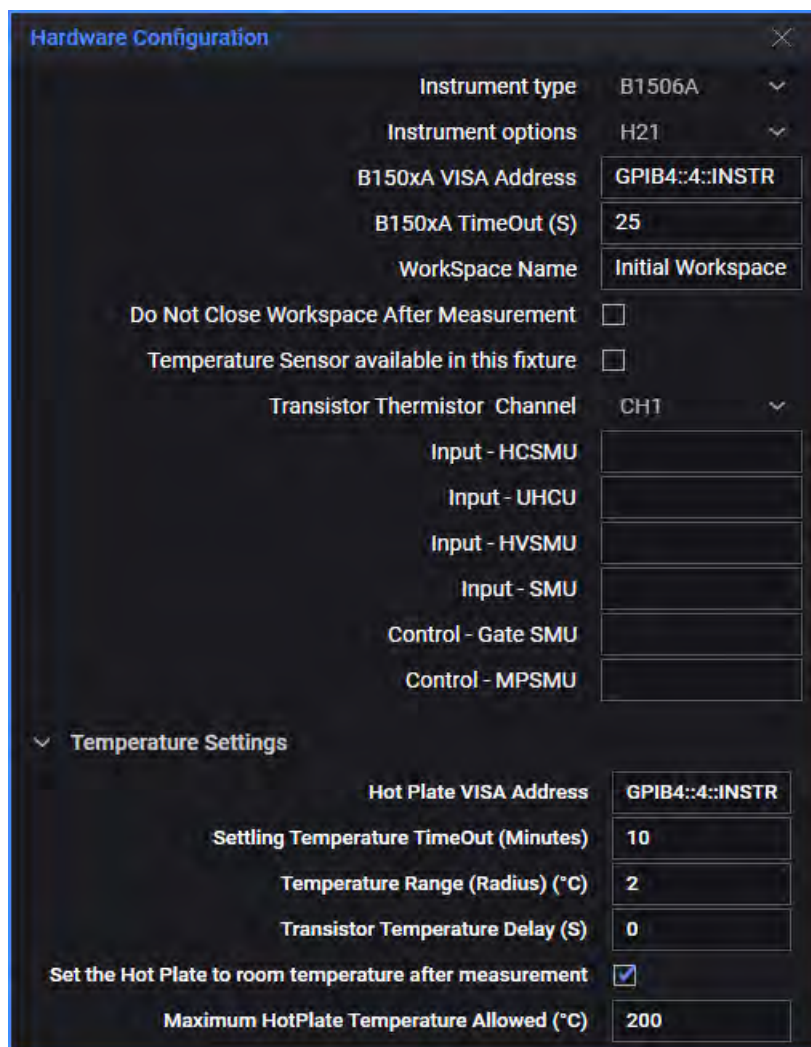 Hardware Configuration
Instrument type B1506A
Instrument options H21
B150xA VISA Address GPIB4::4::INSTR
B150xA TimeOut (S) 25
WorkSpace Name Initial Workspace
Do Not Close Workspace After Measurement
Temperature Sensor available in this fixture
Transistor Thermistor Channel CH1
Input - HCSMU
Input - UHCU
Input - HVSMU
Input - SMU
Control - Gate SMU
Control - MPSMU
Temperature Settings
Hot Plate VISA Address GPIB4::4::INSTR
Settling Temperature TimeOut (Minutes) 10
Temperature Range (Radius) (°C) 2
Transistor Temperature Delay (S) 0
Set the Hot Plate to room temperature after measurement
Maximum HotPlate Temperature Allowed (°C) 200